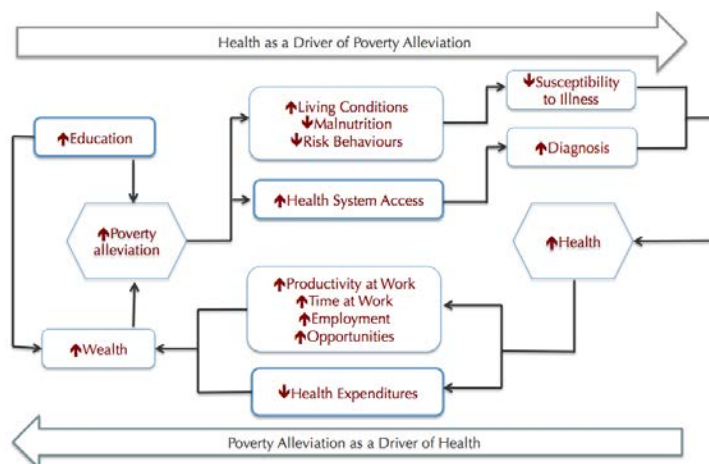 Health as a Driver of Poverty Alleviation
↑Education
↑Poverty
alleviation
↑Wealth
↑Living Conditions
↓Malnutrition
↓Risk Behaviours
↑Health System Access
↓Susceptibility
to Illness
↑Diagnosis
↑Health
↑Productivity at Work
↑Time at Work
↑Employment
↑Opportunities
↓Health Expenditures
Poverty Alleviation as a Driver of Health